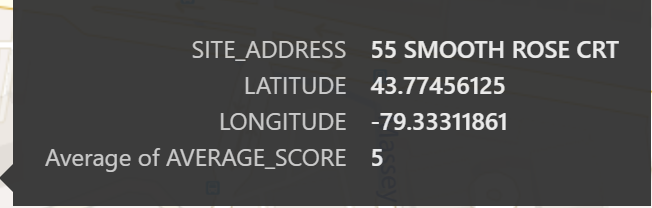 SITE_ADDRESS 55 SMOOTH ROSE CRT
LATITUDE 43.77456125
LONGITUDE -79.33311861
Average of AVERAGE_SCORE 5